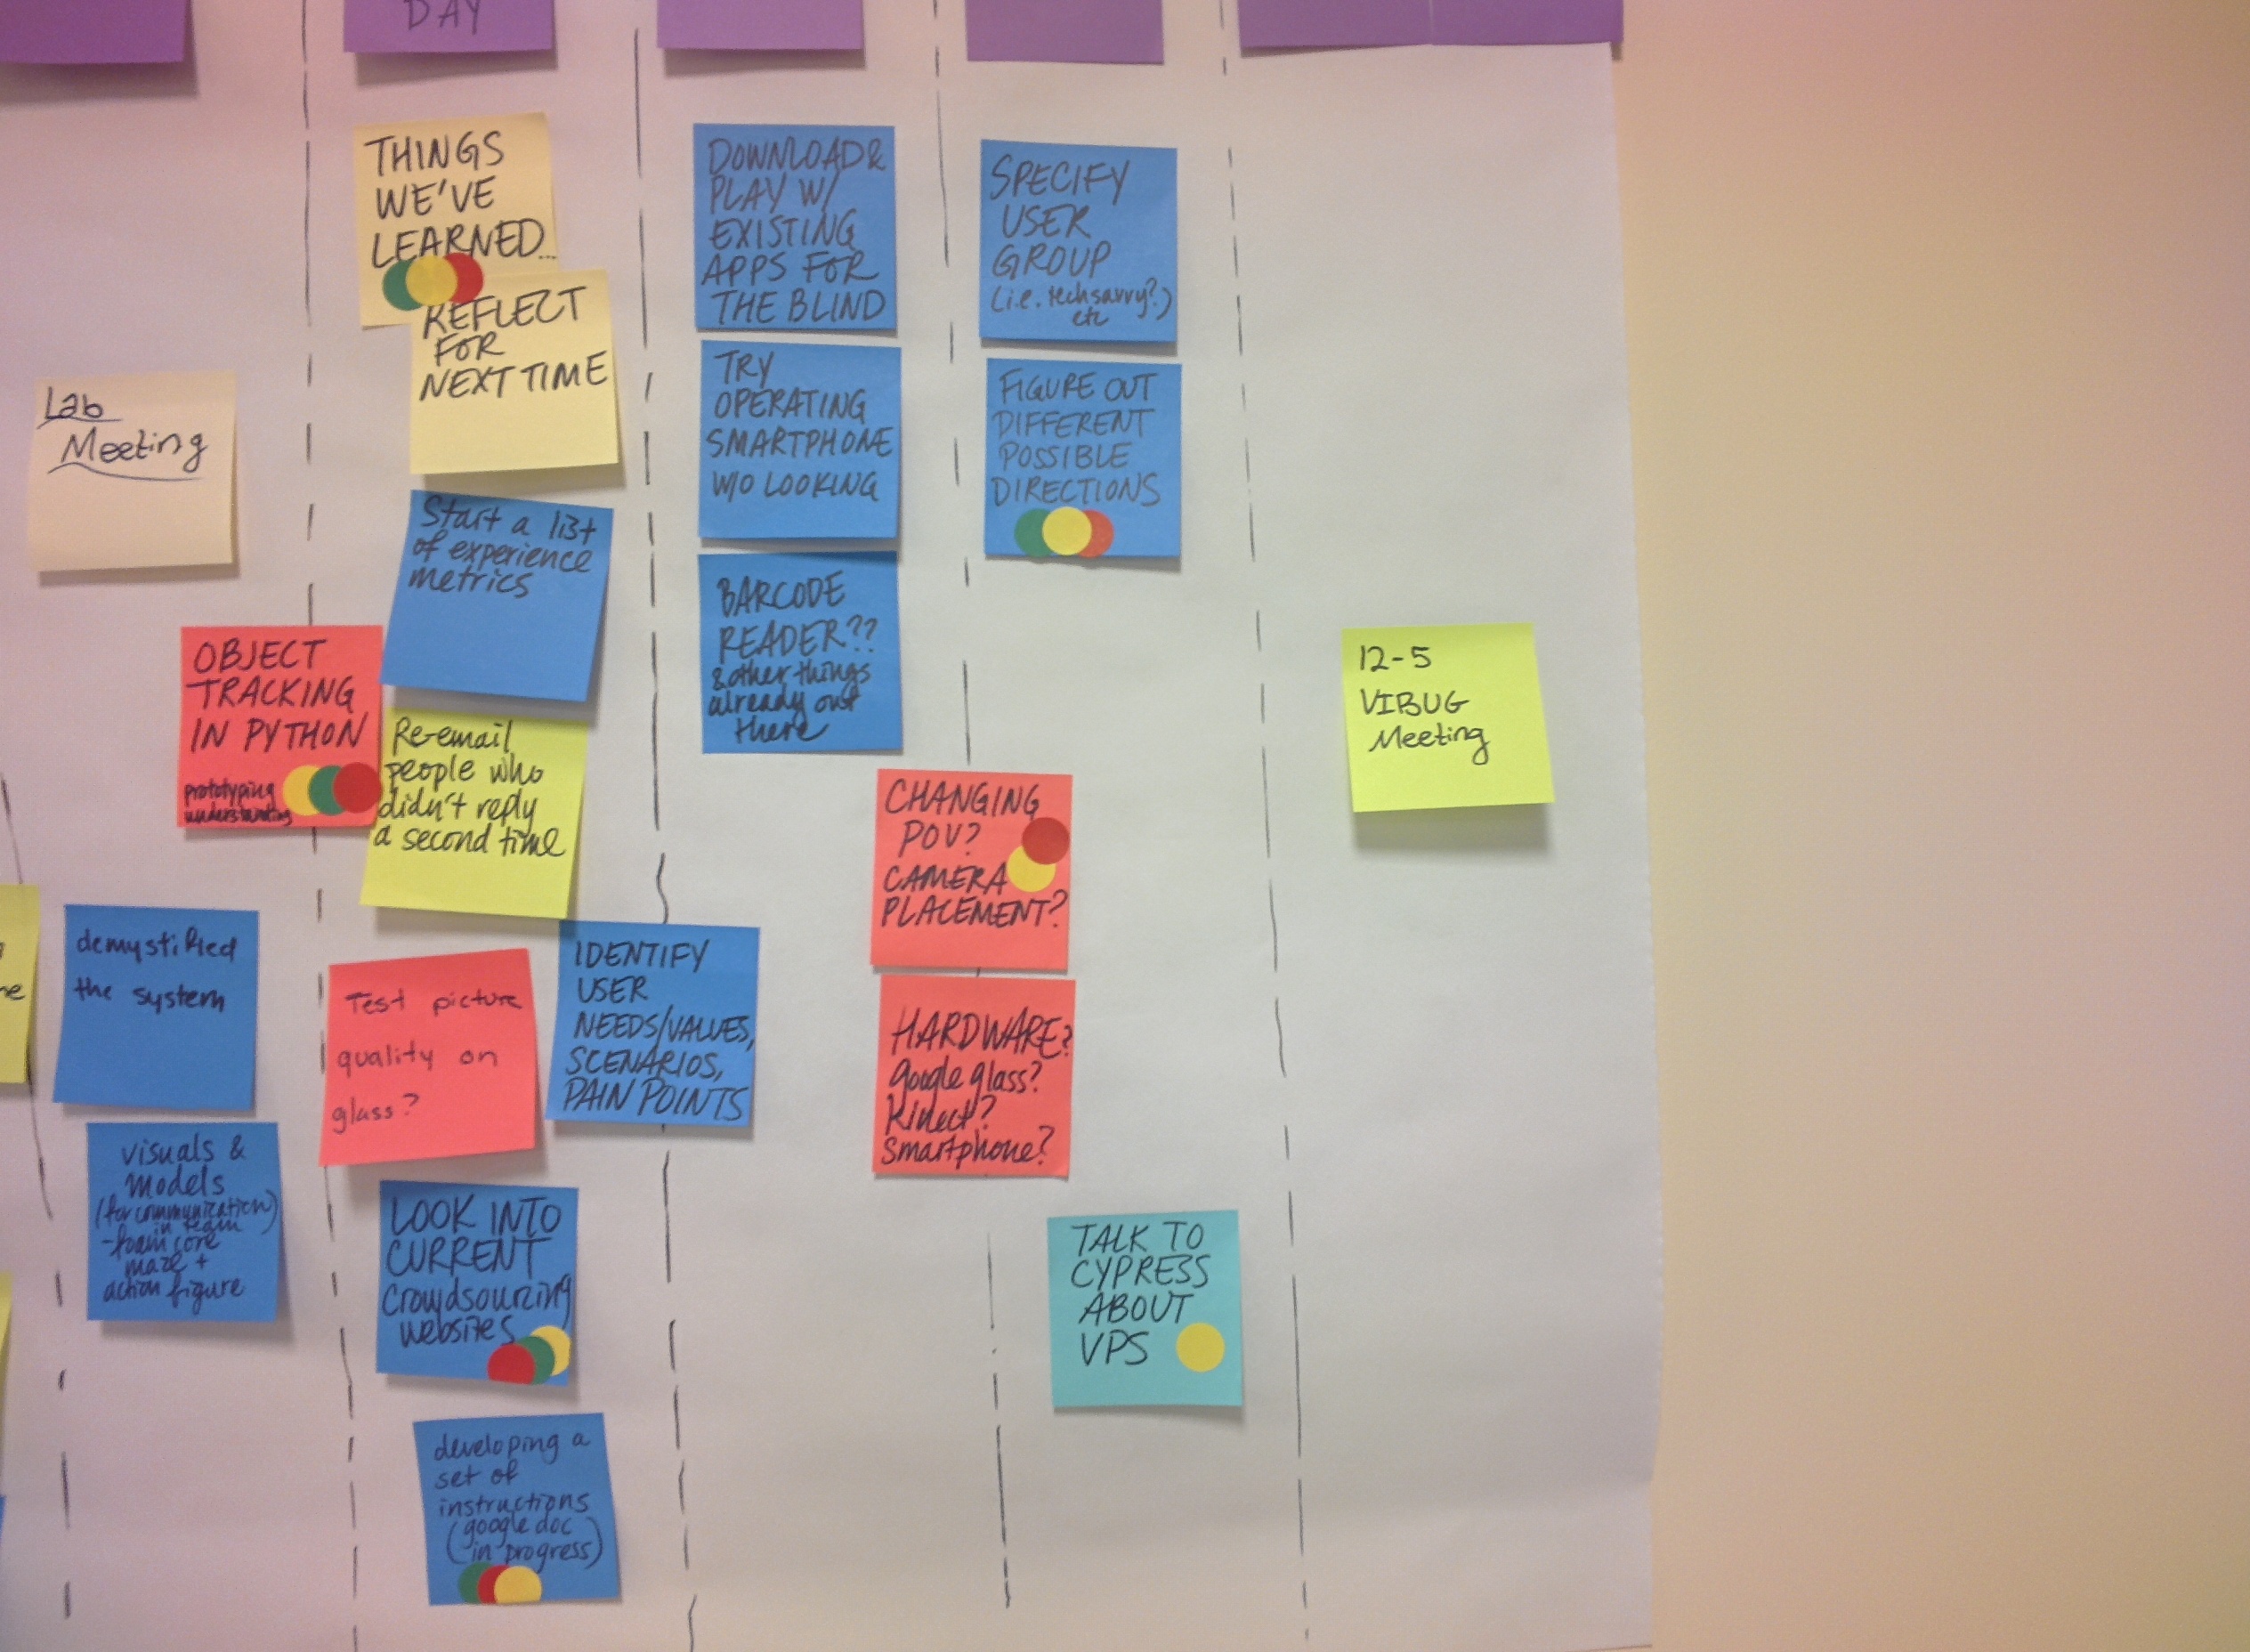 DAY
THINGS
WE'VE
LEARNED...
REFLECT
FOR
NEXT TIME
DOWNLOAD &
PLAY W/
EXISTING
APPS FOR
THE BLIND
SPECIFY
USER
GROUP
(i.e. tech savvy?)
etc
Lab
Meeting
TRY
OPERATING
SMARTPHONE
W/O LOOKING
FIGURE OUT
DIFFERENT
POSSIBLE
DIRECTIONS
Start a list
of experience
metrics
BARCODE
READER??
& other things
already out
there
OBJECT
TRACKING
IN PYTHON
prototyping
understanding
Re-email
people who
didn't reply
a second time
12-5
VIBUG
Meeting
CHANGING
POV?
CAMERA
PLACEMENT?
demystified
the system
Test picture
quality on
glass?
IDENTIFY
USER
NEEDS/VALUES,
SCENARIOS,
PAIN POINTS
HARDWARE?
google glass?
Kinect?
Smartphone?
visuals &
models
(for communication)
in team
-foam core
maze +
action figure
LOOK INTO
CURRENT
crowdsourcing
websites
TALK TO
CYPRESS
ABOUT
VPS
developing a
set of
instructions
(google doc
in progress)